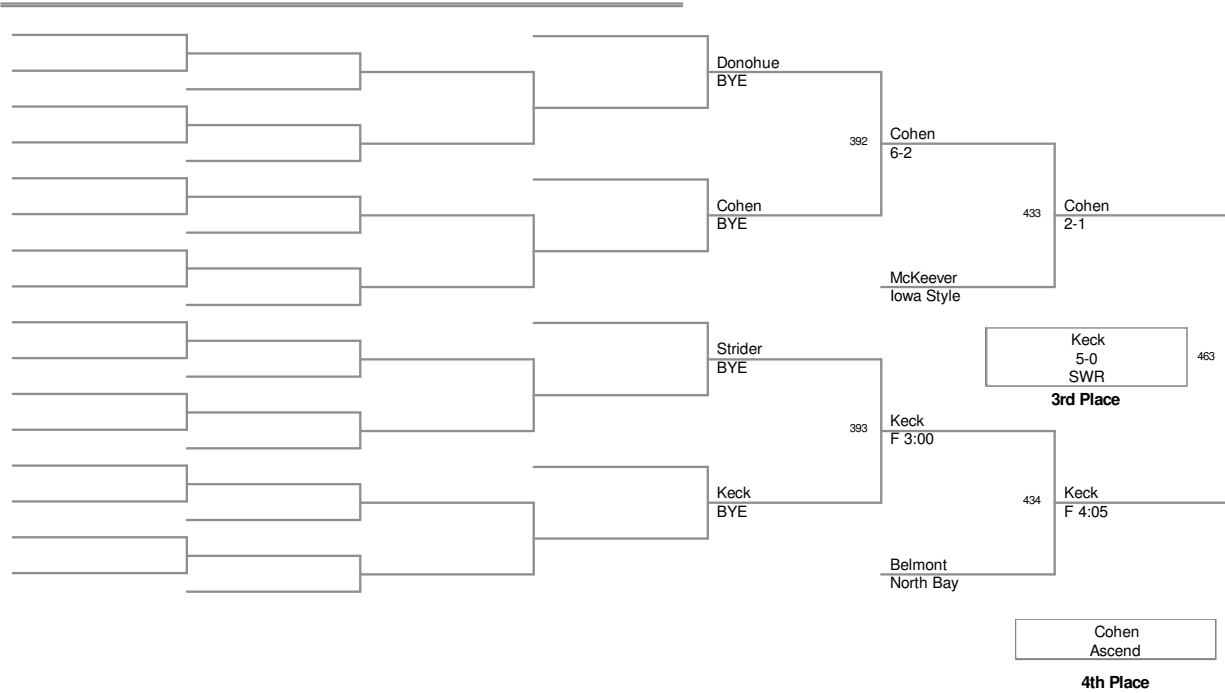 Donohue
BYE
392
Cohen
6-2
Cohen
BYE
433
Cohen
2-1
McKeever
Iowa Style
Keck
5-0
SWR
463
3rd Place
Strider
BYE
393
Keck
F 3:00
Keck
BYE
434
Keck
F 4:05
Belmont
North Bay
Cohen
Ascend
4th Place